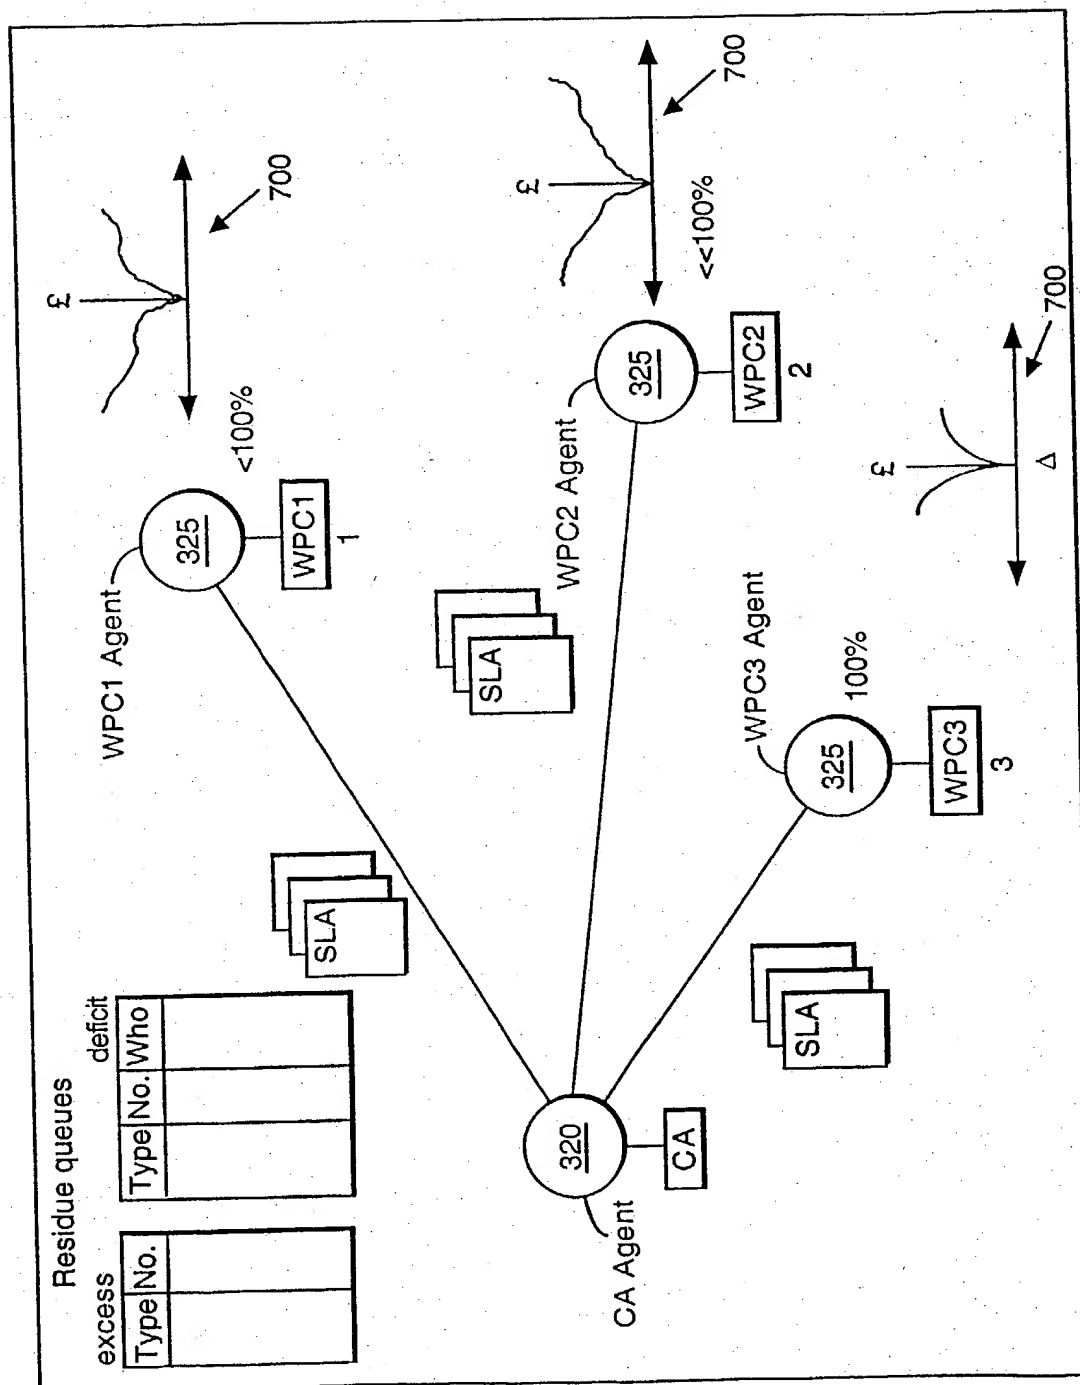 Residue queues
excess
deficit
Type No.
Type No. Who
SLA
SLA
SLA
320
CA
CA Agent
WPC1 Agent
325
WPC1
1
<100%
£
700
WPC2 Agent
325
WPC2
2
<<100%
£
700
WPC3 Agent
325
WPC3
3
100%
£
Δ
700